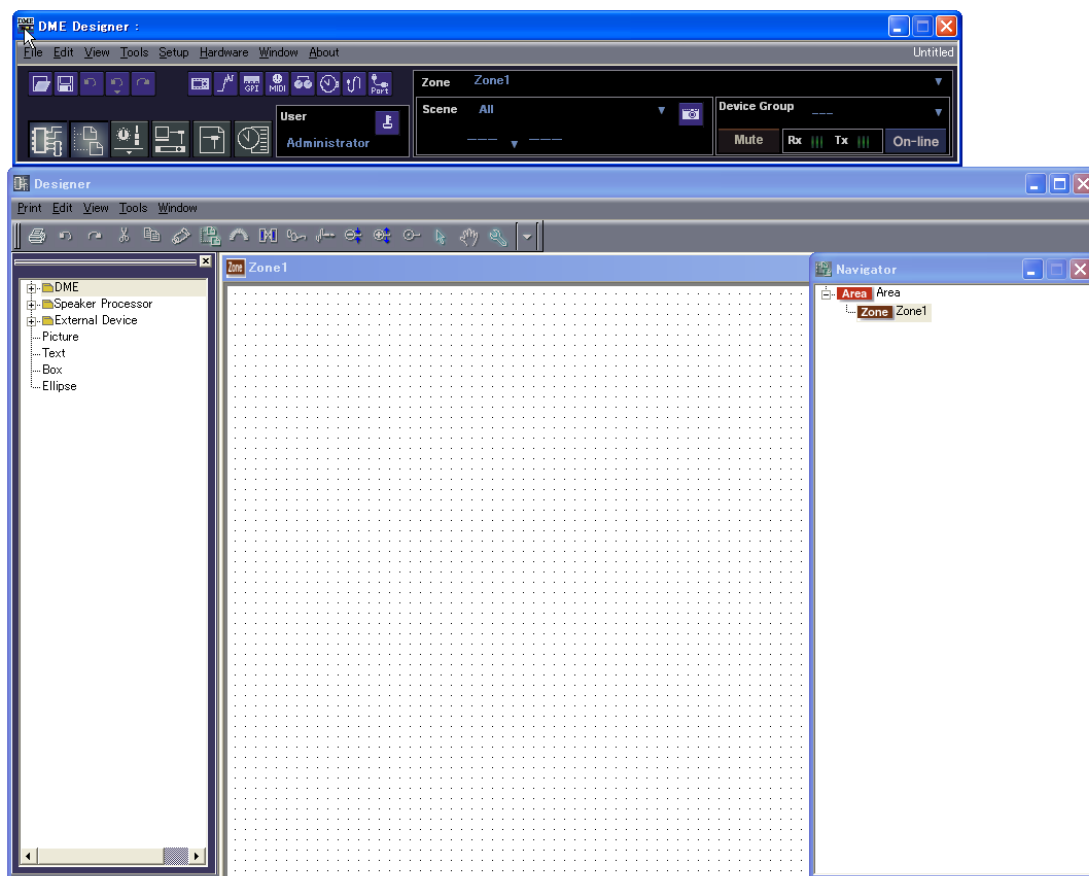 DME Designer :
File Edit View Tools Setup Hardware Window About Untitled
GPI MIDI Port
Zone Zone1
Scene All
Device Group ---
User
Administrator
--- ---
Mute Rx Tx On-line
Designer
Print Edit View Tools Window
Zone Zone1
Navigator
DME
Speaker Processor
External Device
Picture
Text
Box
Ellipse
Area Area
Zone Zone1